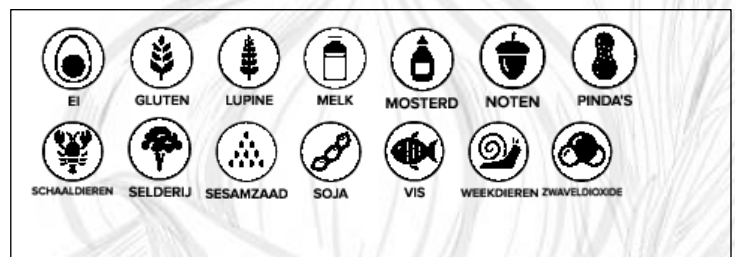 EI GLUTEN LUPINE MELK MOSTERD NOTEN PINDA'S
SCHAALDIEREN SELDERIJ SESAMZAAD SOJA VIS WEEKDIEREN ZWAVELDIOXIDE